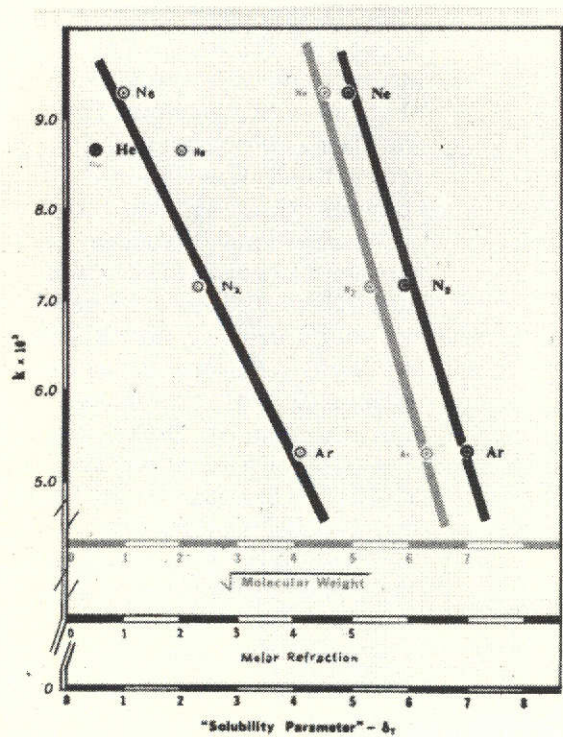 Ne
Ne
Ne
9.0
He
He
8.0
N₂
N₂
N₂
7.0
k × 10³
6.0
Ar
Ar
Ar
5.0
0 1 2 3 4 5 6 7
√Molecular Weight
0 1 2 3 4 5
Molar Refraction
0
0 1 2 3 4 5 6 7 8
"Solubility Parameter" – δ